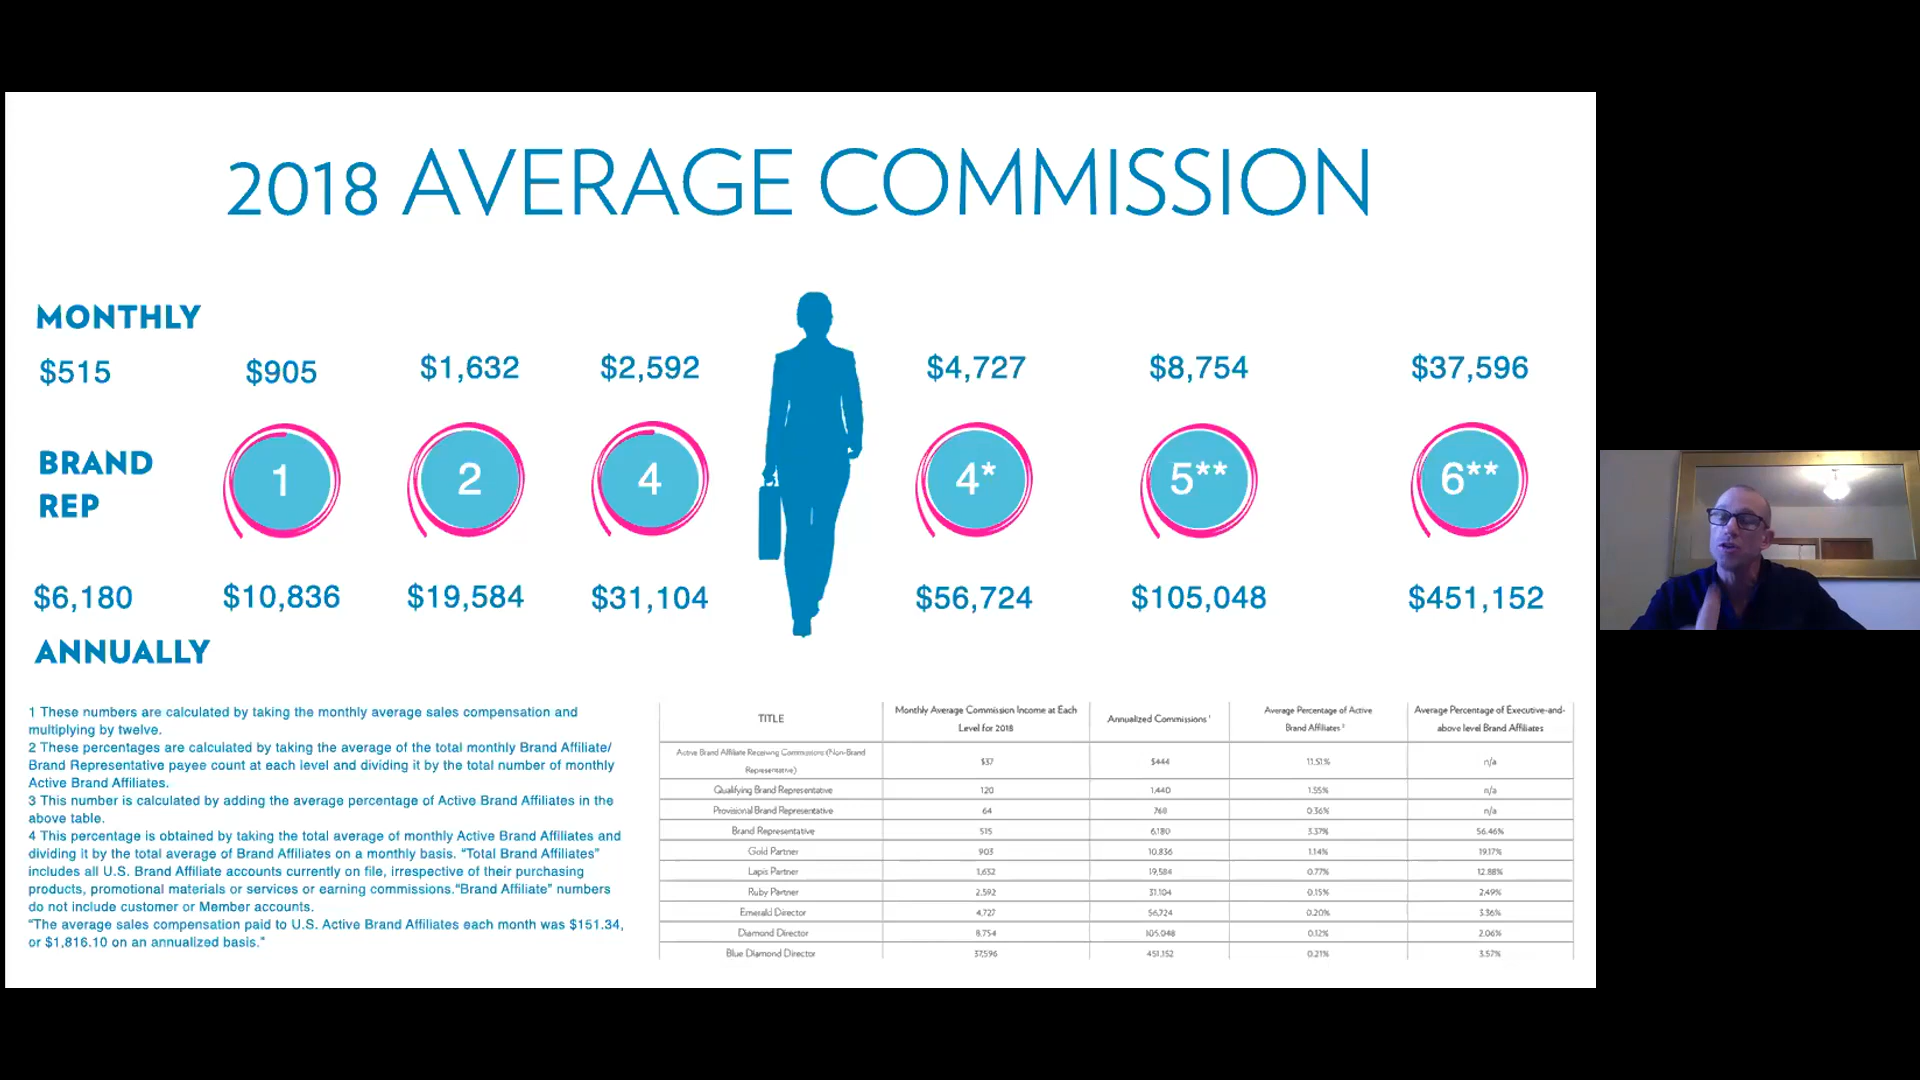 2018 AVERAGE COMMISSION
MONTHLY
$515 $905 $1,632 $2,592 $4,727 $8,754 $37,596
BRAND
REP
1 2 4 4* 5** 6**
$6,180 $10,836 $19,584 $31,104 $56,724 $105,048 $451,152
ANNUALLY
1 These numbers are calculated by taking the monthly average sales compensation and
multiplying by twelve.
2 These percentages are calculated by taking the average of the total monthly Brand Affiliate/
Brand Representative payee count at each level and dividing it by the total number of monthly
Active Brand Affiliates.
3 This number is calculated by adding the average percentage of Active Brand Affiliates in the
above table.
4 This percentage is obtained by taking the total average of monthly Active Brand Affiliates and
dividing it by the total average of Brand Affiliates on a monthly basis. "Total Brand Affiliates"
includes all U.S. Brand Affiliate accounts currently on file, irrespective of their purchasing
products, promotional materials or services or earning commissions."Brand Affiliate" numbers
do not include customer or Member accounts.
"The average sales compensation paid to U.S. Active Brand Affiliates each month was $151.34,
or $1,816.10 on an annualized basis."
TITLE
Monthly Average Commission Income at Each
Level for 2018
Annualized Commissions ¹
Average Percentage of Active
Brand Affiliates ²
Average Percentage of Executive-and-
above level Brand Affiliates
Active Brand Affiliate Receiving Commissions (Non-Brand
Representative)
$37 $444 11.51% n/a
Qualifying Brand Representative 120 1,440 1.55% n/a
Provisional Brand Representative 64 768 0.36% n/a
Brand Representative 515 6,180 3.37% 56.46%
Gold Partner 903 10,836 1.14% 19.17%
Lapis Partner 1,632 19,584 0.77% 12.88%
Ruby Partner 2,592 31,104 0.15% 2.49%
Emerald Director 4,727 56,724 0.20% 3.36%
Diamond Director 8,754 105,048 0.12% 2.06%
Blue Diamond Director 37,596 451,152 0.21% 3.57%